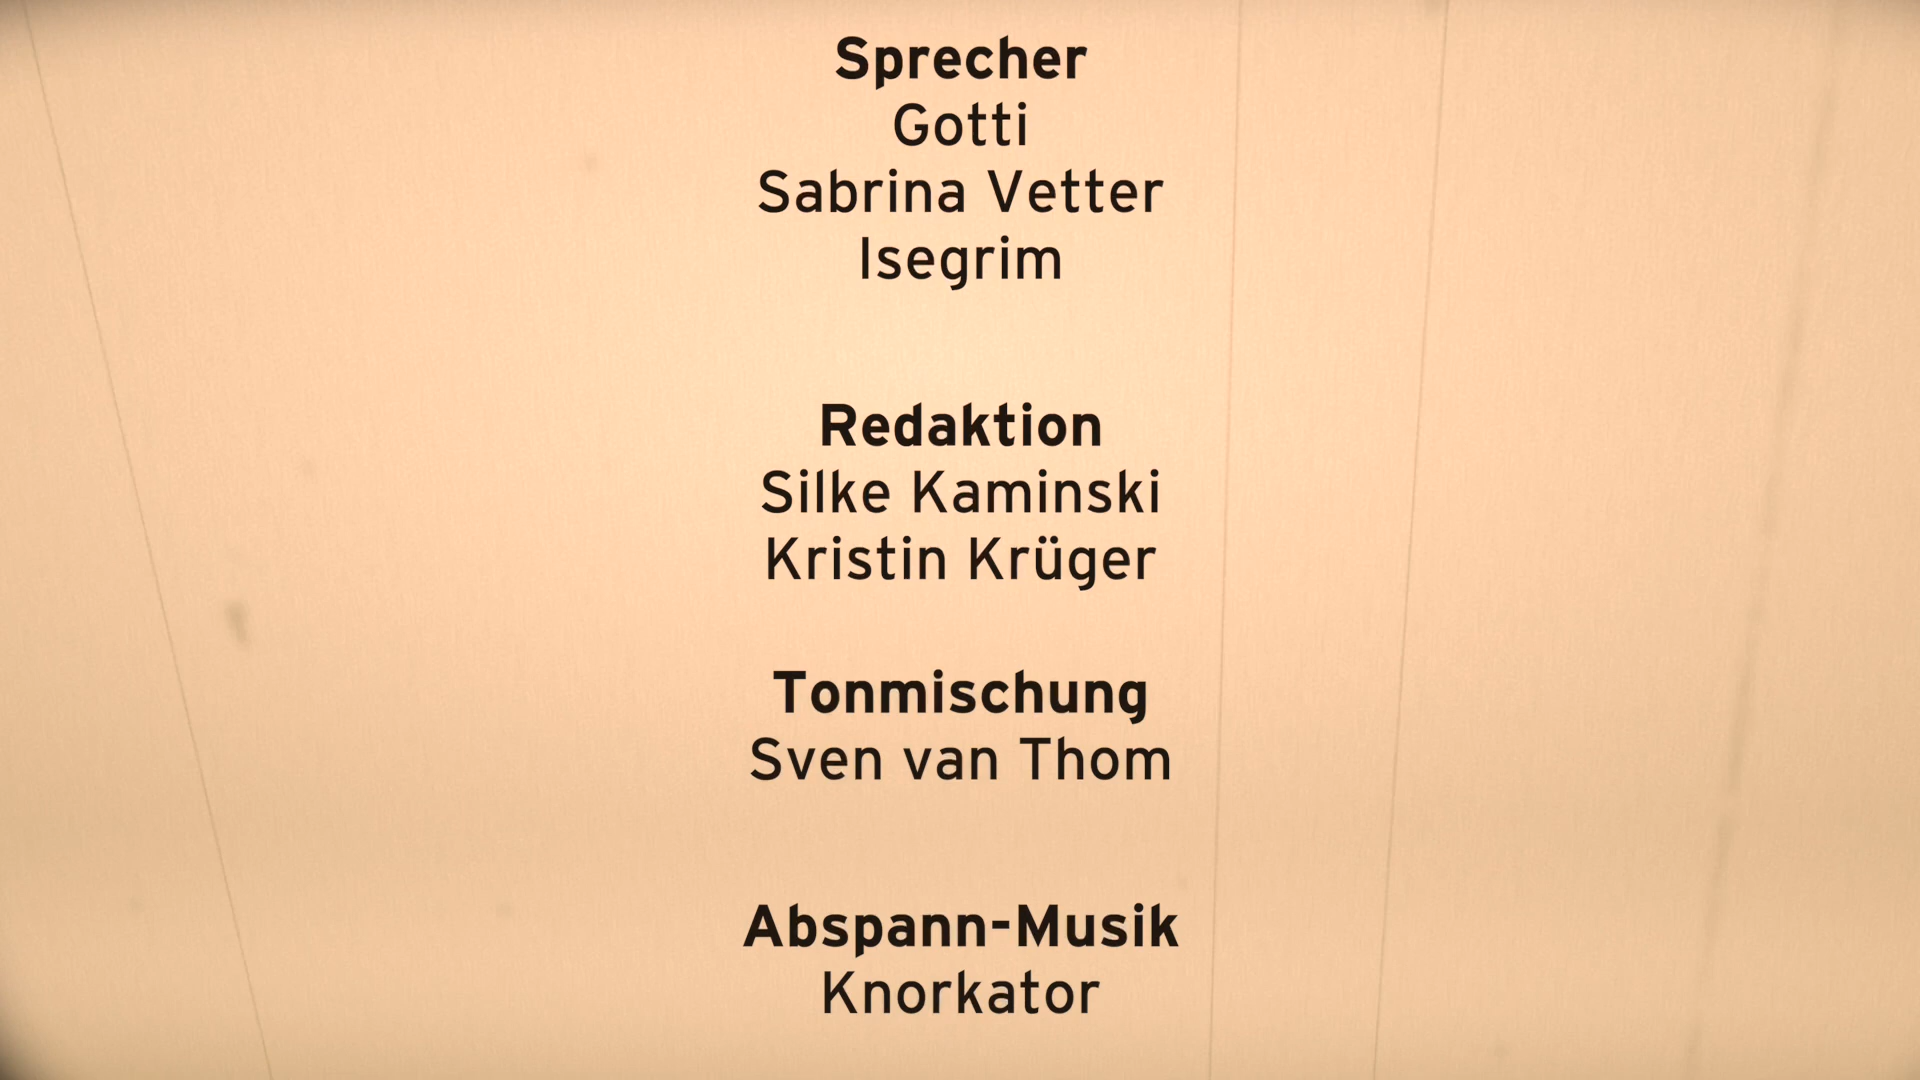 Sprecher
Gotti
Sabrina Vetter
Isegrim
Redaktion
Silke Kaminski
Kristin Krüger
Tonmischung
Sven van Thom
Abspann-Musik
Knorkator